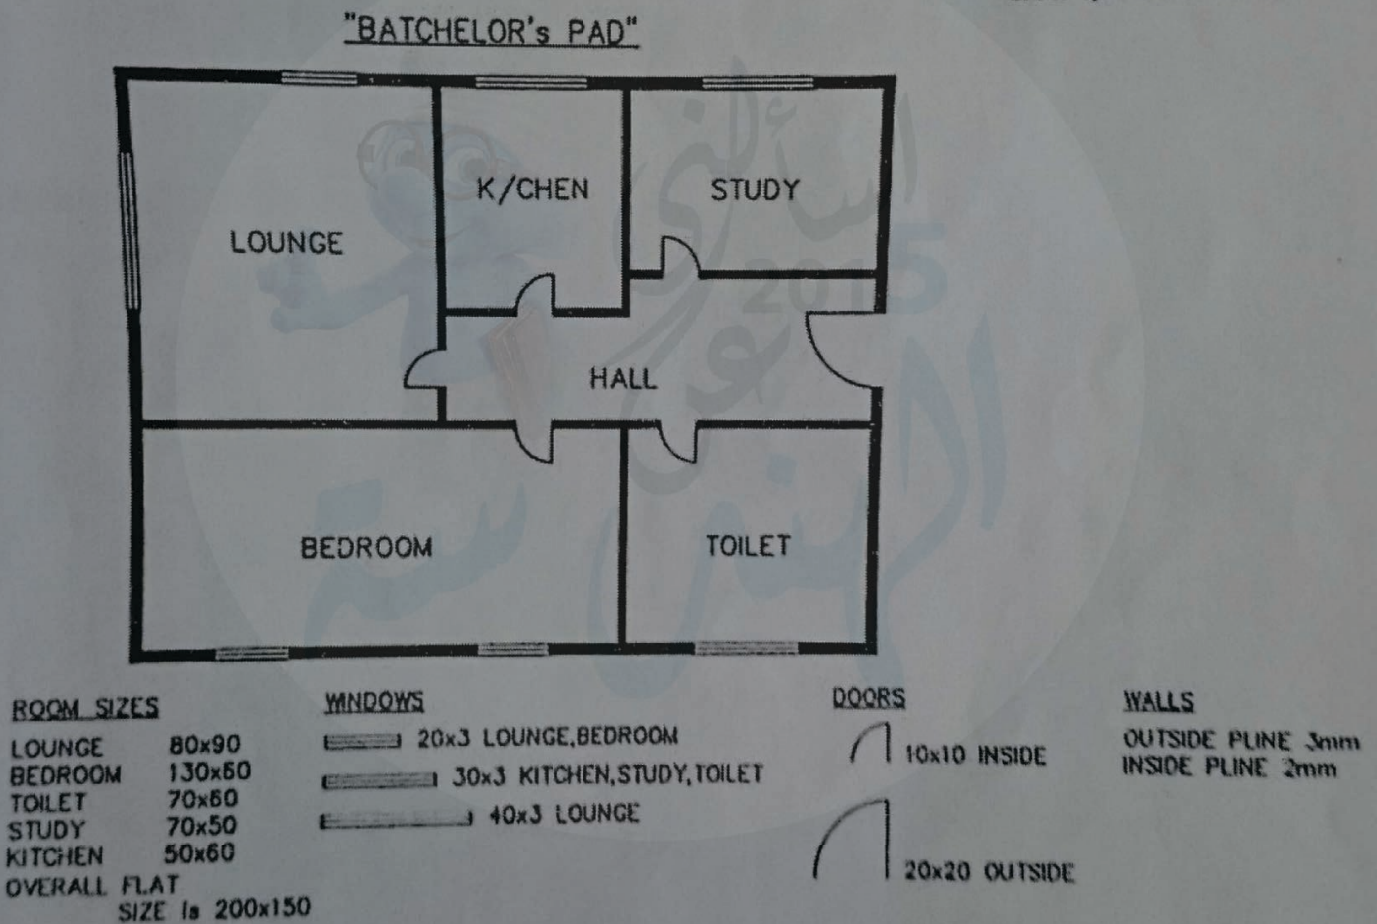 "BATCHELOR's PAD"
K/CHEN
STUDY
LOUNGE
2015
HALL
BEDROOM
TOILET
ROOM SIZES
LOUNGE 80x90
BEDROOM 130x60
TOILET 70x60
STUDY 70x50
KITCHEN 50x60
OVERALL FLAT
SIZE Is 200x150
WINDOWS
20x3 LOUNGE,BEDROOM
30x3 KITCHEN,STUDY,TOILET
40x3 LOUNGE
DOORS
10x10 INSIDE
20x20 OUTSIDE
WALLS
OUTSIDE PLINE 3mm
INSIDE PLINE 2mm